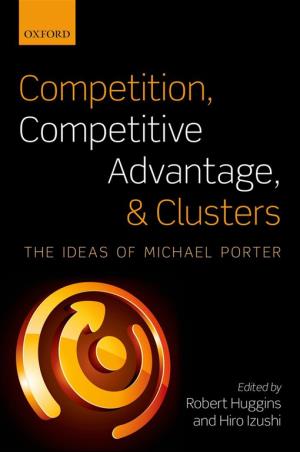 OXFORD
Competition,
Competitive
Advantage,
& Clusters
THE IDEAS OF MICHAEL PORTER
Edited by
Robert Huggins
and Hiro Izushi